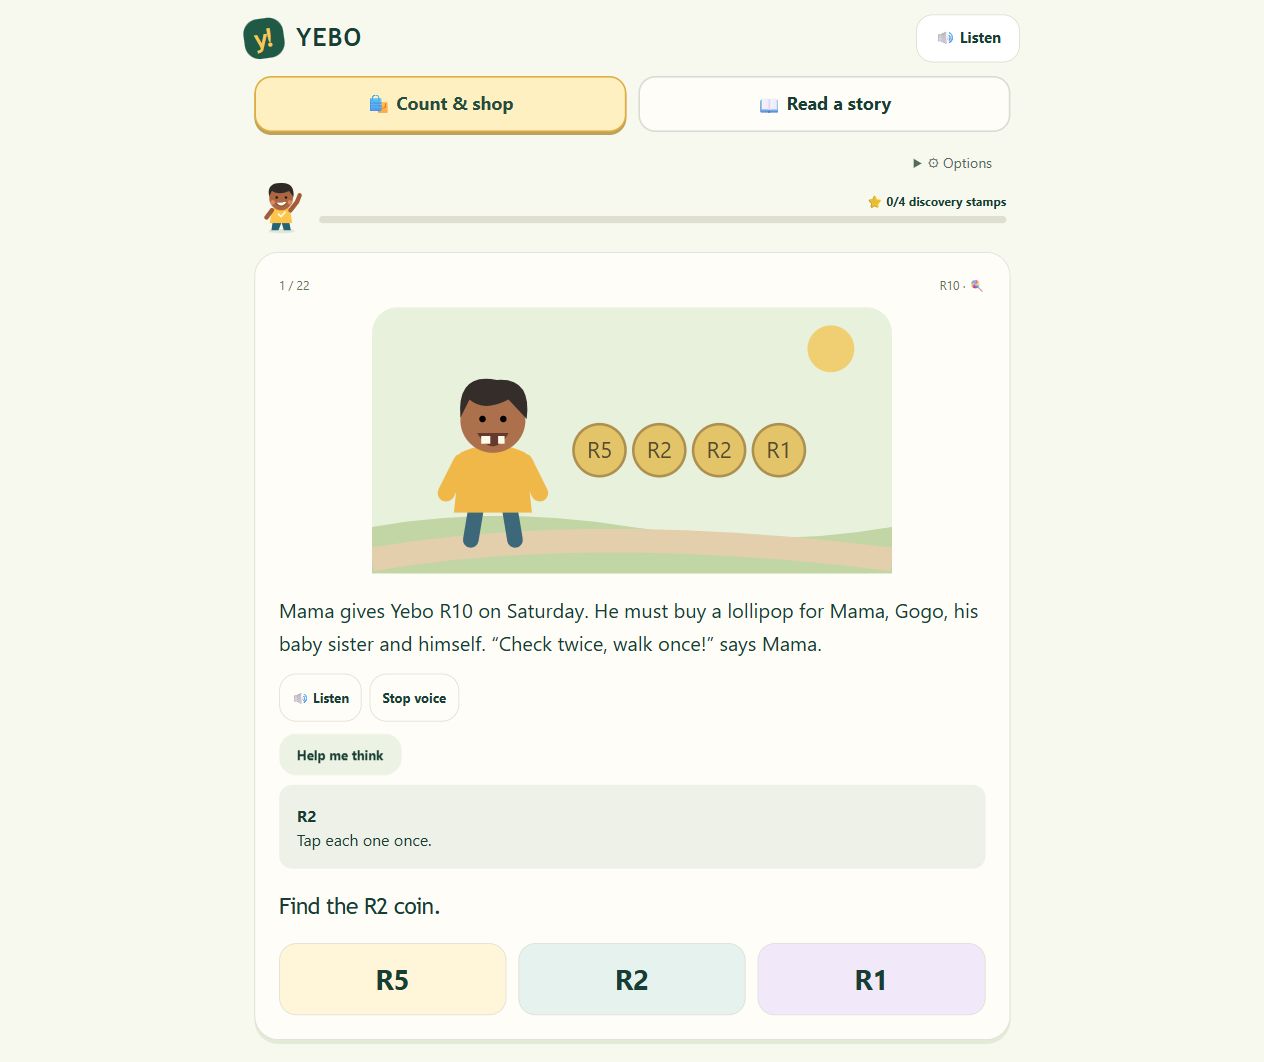 y! YEBO
Listen
Count & shop
Read a story
Options
0/4 discovery stamps
1 / 22
R10 ·
R5 R2 R2 R1
Mama gives Yebo R10 on Saturday. He must buy a lollipop for Mama, Gogo, his
baby sister and himself. “Check twice, walk once!” says Mama.
Listen
Stop voice
Help me think
R2
Tap each one once.
Find the R2 coin.
R5
R2
R1